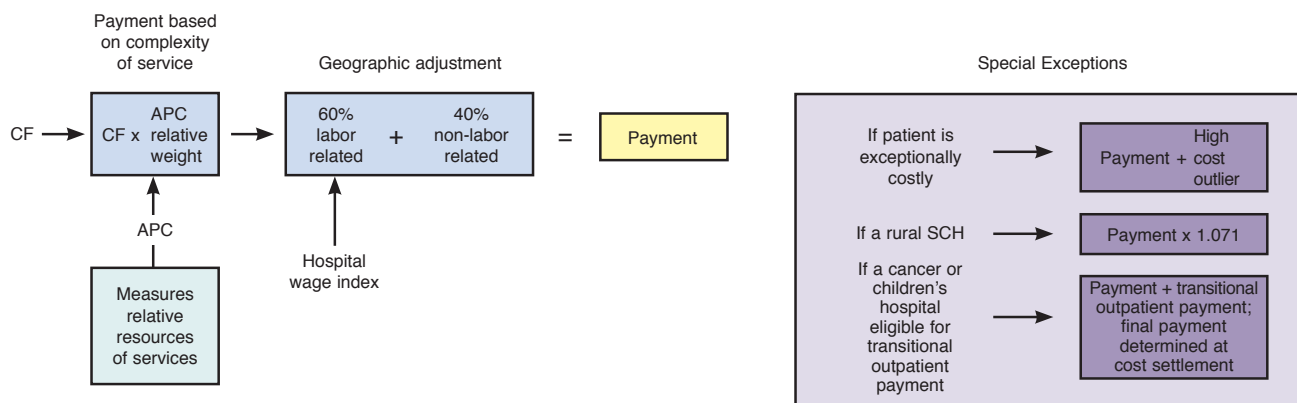 Payment based
on complexity
of service
CF
CF x
APC
relative
weight
APC
Measures
relative
resources
of services
Geographic adjustment
60%
labor
related
+
40%
non-labor
related
Hospital
wage index
=
Payment
Special Exceptions
If patient is
exceptionally
costly
Payment +
High
cost
outlier
If a rural SCH
Payment x 1.071
If a cancer or
children’s
hospital
eligible for
transitional
outpatient
payment
Payment + transitional
outpatient payment;
final payment
determined at
cost settlement